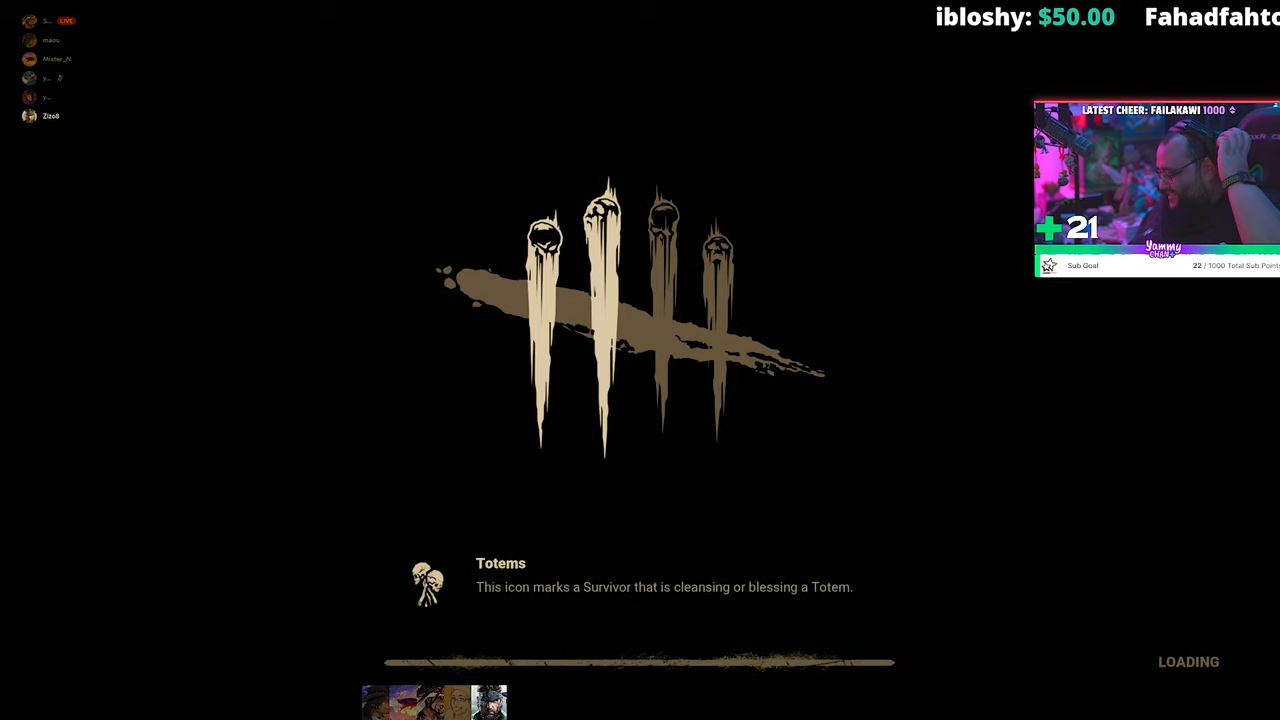 ibloshy: $50.00 Fahadfahto
S... LIVE
maou
Mister_N
y...
y...
Zizo8
LATEST CHEER: FAILAKAWI 1000
+21
Yammy
CHAN
Sub Goal 22 / 1000 Total Sub Points
Totems
This icon marks a Survivor that is cleansing or blessing a Totem.
LOADING